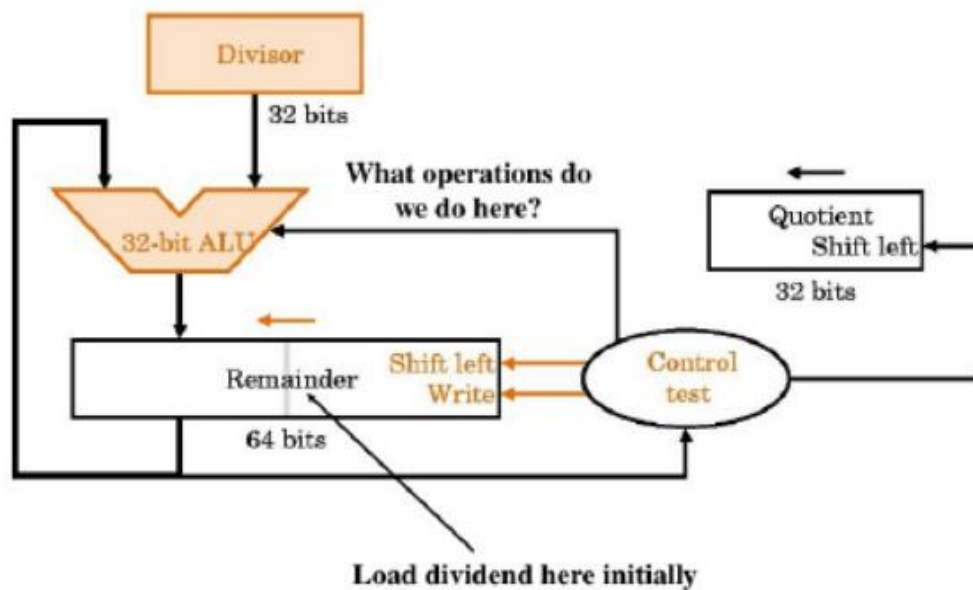 Divisor
32 bits
What operations do
we do here?
32-bit ALU
Quotient
Shift left
32 bits
Remainder
Shift left
Write
64 bits
Control
test
Load dividend here initially